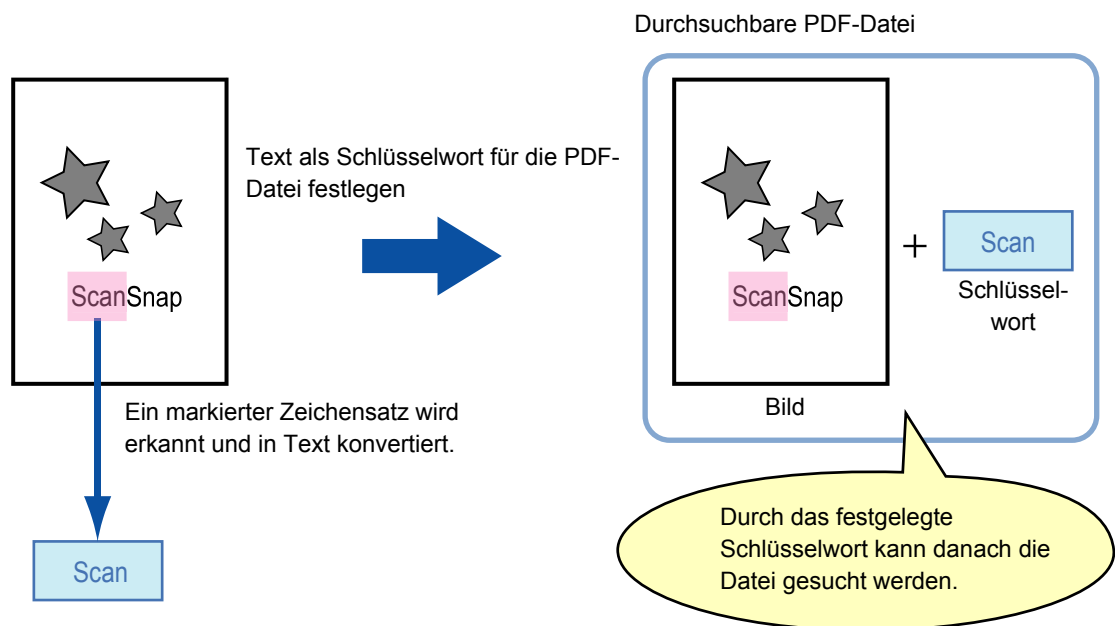 Durchsuchbare PDF-Datei
Text als Schlüsselwort für die PDF-
Datei festlegen
ScanSnap
Ein markierter Zeichensatz wird
erkannt und in Text konvertiert.
Scan
ScanSnap
Bild
+
Scan
Schlüssel-
wort
Durch das festgelegte
Schlüsselwort kann danach die
Datei gesucht werden.